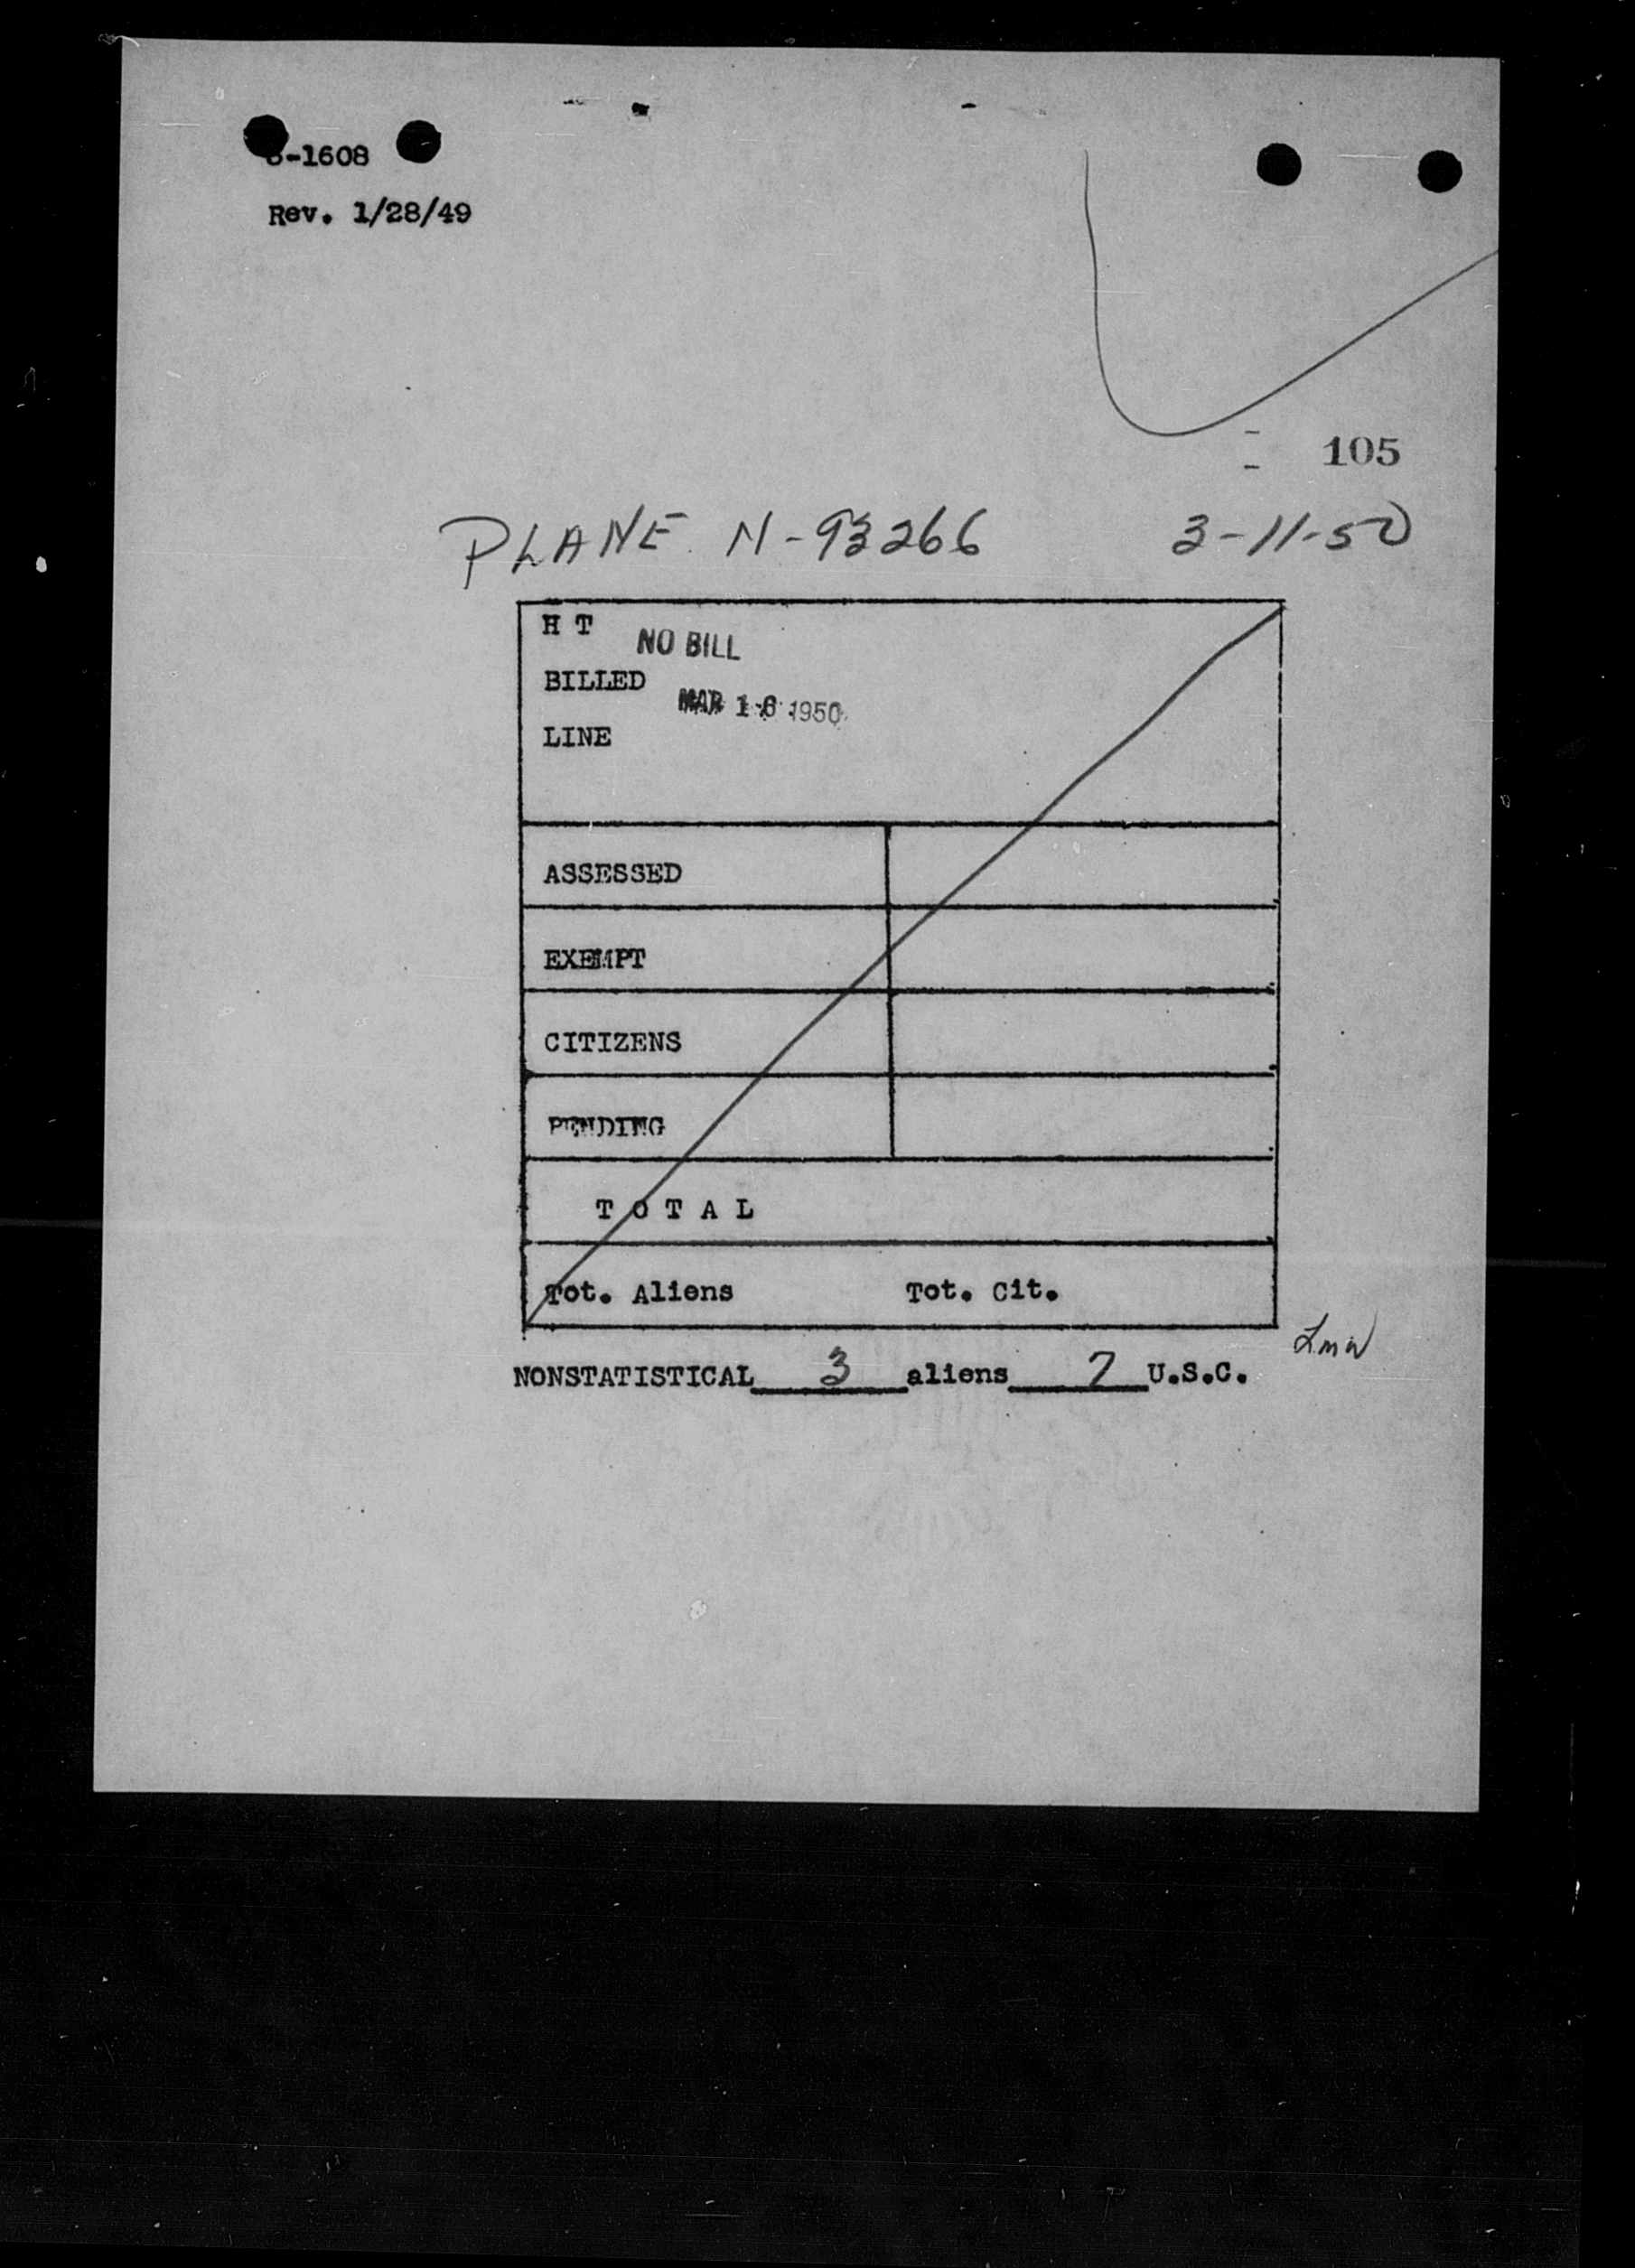 -1608
Rev. 1/28/49
105
PLANE N-93266 3-11-50
H T
NO BILL
BILLED
MAR 16 1950
LINE
ASSESSED
EXEMPT
CITIZENS
PENDING
T O T A L
Tot. Aliens Tot. Cit.
NONSTATISTICAL 3 aliens 7 U.S.C.